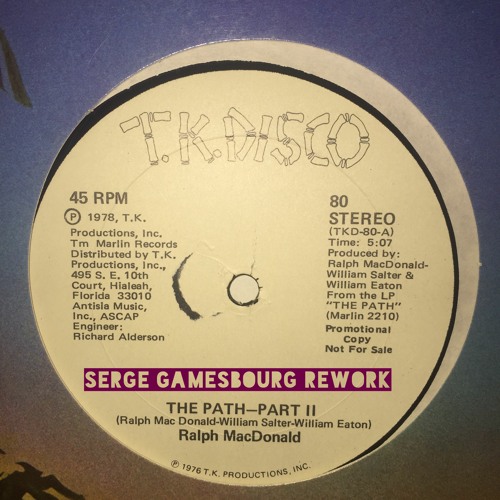 T.K. DISCO
45 RPM
Ⓟ 1978, T.K.
Productions, Inc.
Tm Marlin Records
Distributed by T.K.
Productions, Inc.,
495 S. E. 10th
Court, Hialeah,
Florida 33010
Antisia Music,
Inc., ASCAP
Engineer:
Richard Alderson
80
STEREO
(TKD-80-A)
Time: 5:07
Produced by:
Ralph MacDonald-
William Salter &
William Eaton
From the LP
"THE PATH"
(Marlin 2210)
Promotional
Copy
Not For Sale
SERGE GAMESBOURG REWORK
THE PATH—PART II
(Ralph Mac Donald-William Salter-William Eaton)
Ralph MacDonald
Ⓟ 1976 T.K. PRODUCTIONS, INC.